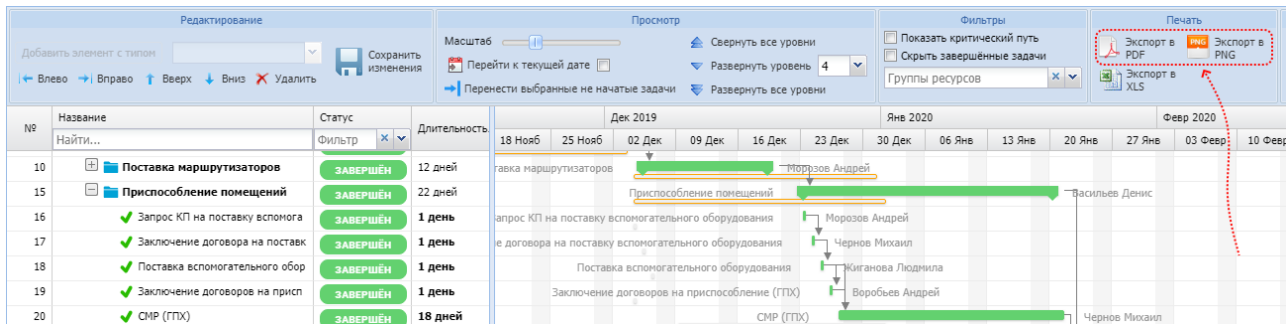 Редактирование
Просмотр
Фильтры
Печать
Добавить элемент с типом
Сохранить изменения
Влево Вправо Вверх Вниз Удалить
Масштаб
Перейти к текущей дате
Перенести выбранные не начатые задачи
Свернуть все уровни
Развернуть уровень 4
Развернуть все уровни
Показать критический путь
Скрыть завершённые задачи
Группы ресурсов
Экспорт в PDF
PNG Экспорт в PNG
Экспорт в XLS
№ Название Статус Длительность
Найти... Фильтр
Дек 2019 Янв 2020 Февр 2020
18 Нояб 25 Нояб 02 Дек 09 Дек 16 Дек 23 Дек 30 Дек 06 Янв 13 Янв 20 Янв 27 Янв 03 Февр 10 Февр
10 Поставка маршрутизаторов ЗАВЕРШЁН 12 дней тавка маршрутизаторов Морозов Андрей
15 Приспособление помещений ЗАВЕРШЁН 22 дней Приспособление помещений Васильев Денис
16 Запрос КП на поставку вспомога ЗАВЕРШЁН 1 день апрос КП на поставку вспомогательного оборудования Морозов Андрей
17 Заключение договора на поставк ЗАВЕРШЁН 1 день е договора на поставку вспомогательного оборудования Чернов Михаил
18 Поставка вспомогательного обор ЗАВЕРШЁН 1 день Поставка вспомогательного оборудования Жиганова Людмила
19 Заключение договоров на присп ЗАВЕРШЁН 1 день Заключение договоров на приспособление (ГПХ) Воробьев Андрей
20 СМР (ГПХ) ЗАВЕРШЁН 18 дней СМР (ГПХ) Чернов Михаил